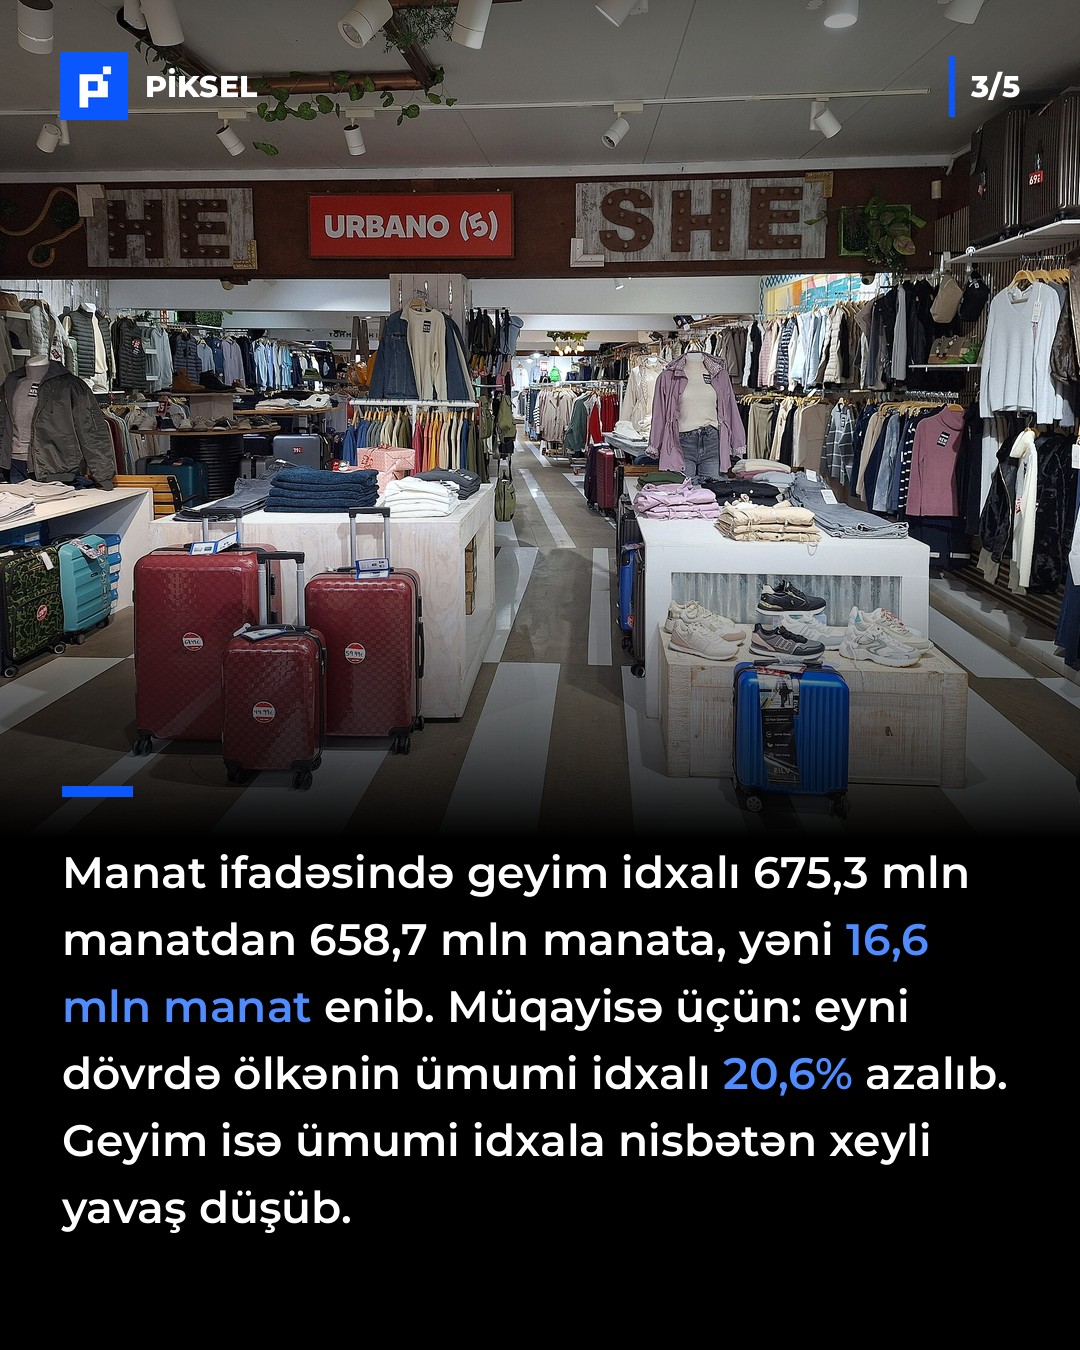 PİKSEL
3/5
HE
URBANO (5)
SHE
Manat ifadəsində geyim idxalı 675,3 mln
manatdan 658,7 mln manata, yəni 16,6
mln manat enib. Müqayisə üçün: eyni
dövrdə ölkənin ümumi idxalı 20,6% azalıb.
Geyim isə ümumi idxala nisbətən xeyli
yavaş düşüb.